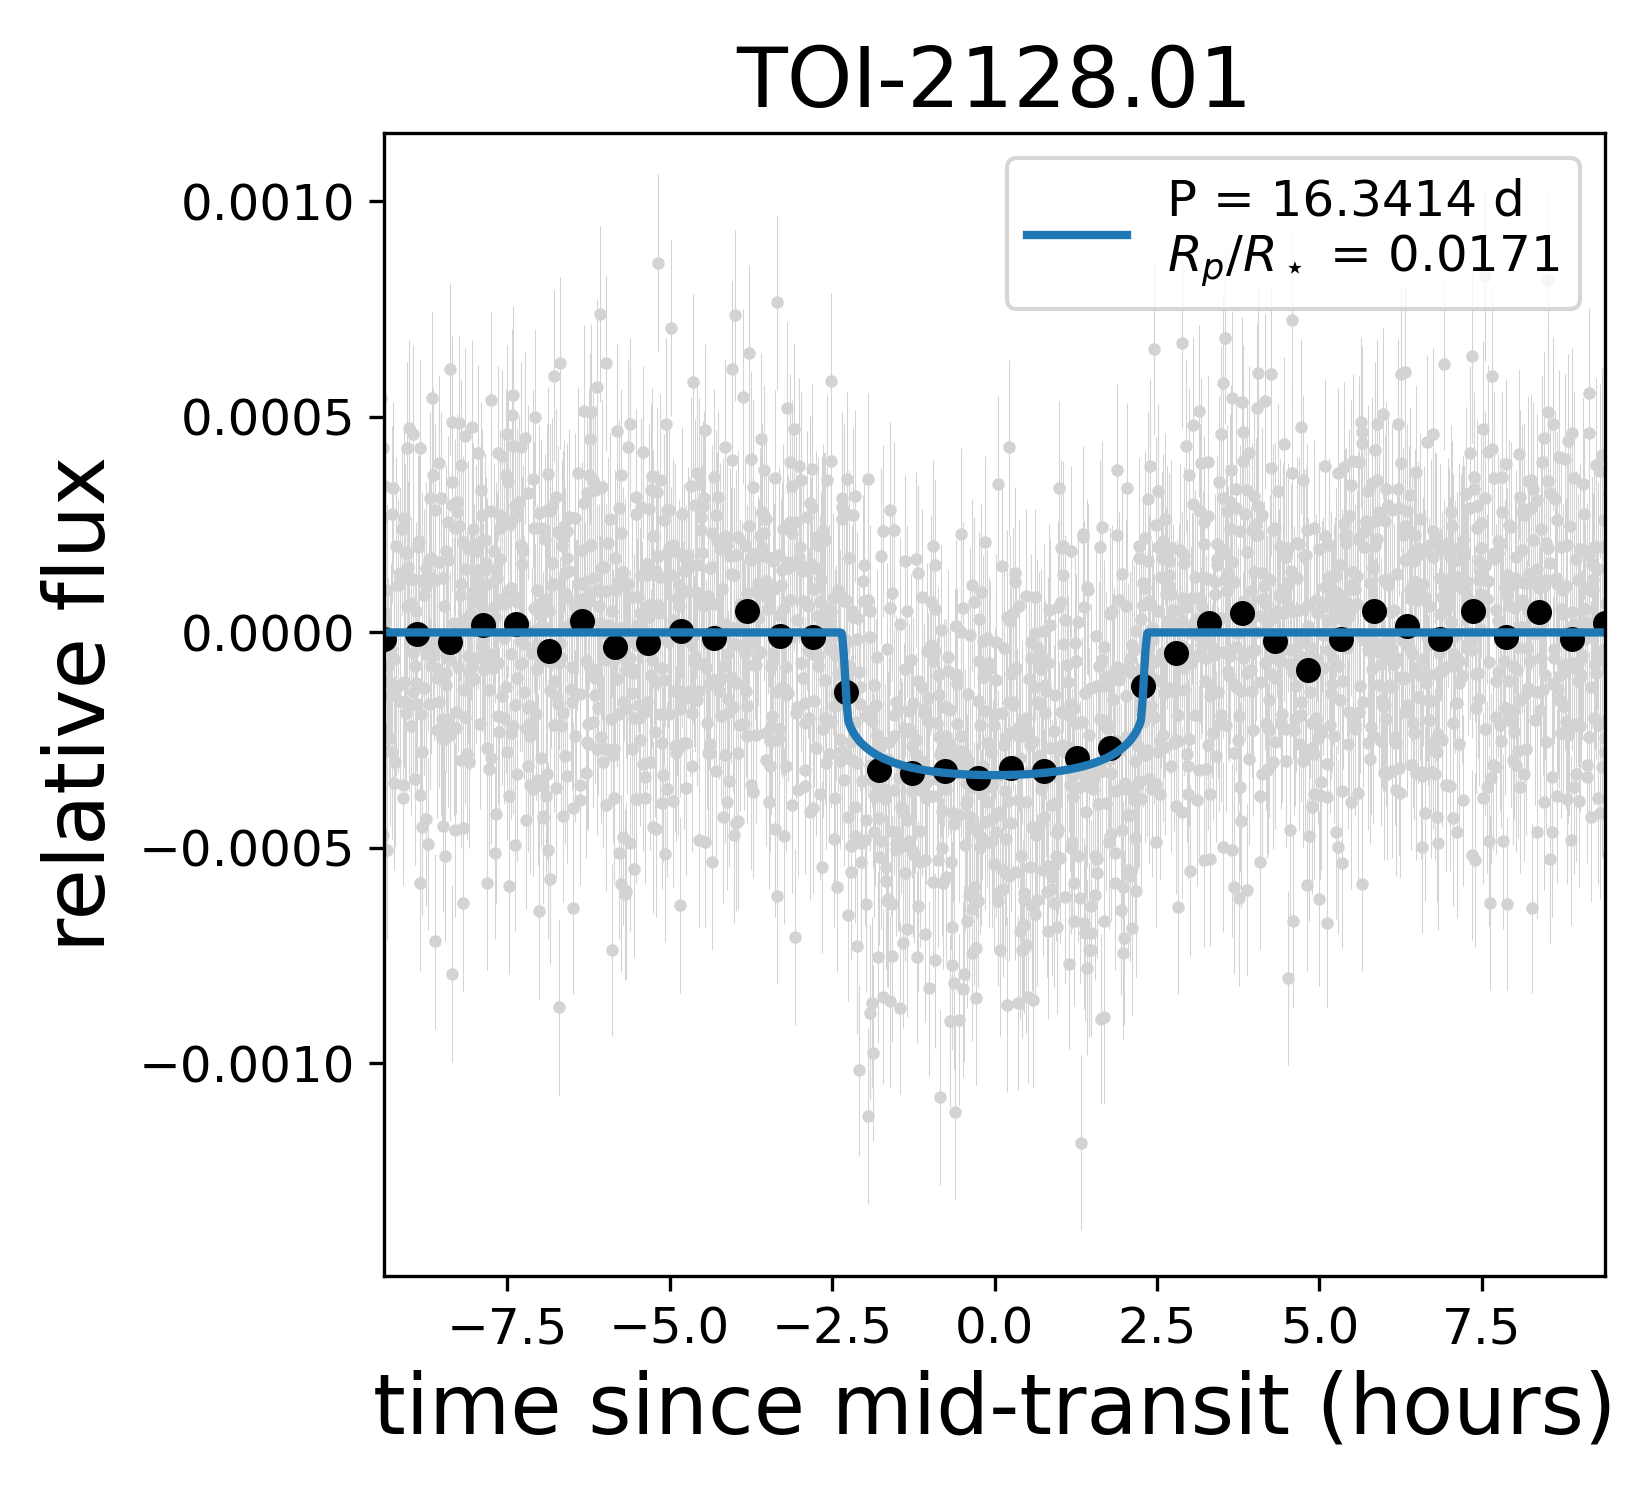 TOI-2128.01
P = 16.3414 d
R_p/R_⋆ = 0.0171
relative flux
0.0010
0.0005
0.0000
−0.0005
−0.0010
−7.5 −5.0 −2.5 0.0 2.5 5.0 7.5
time since mid-transit (hours)